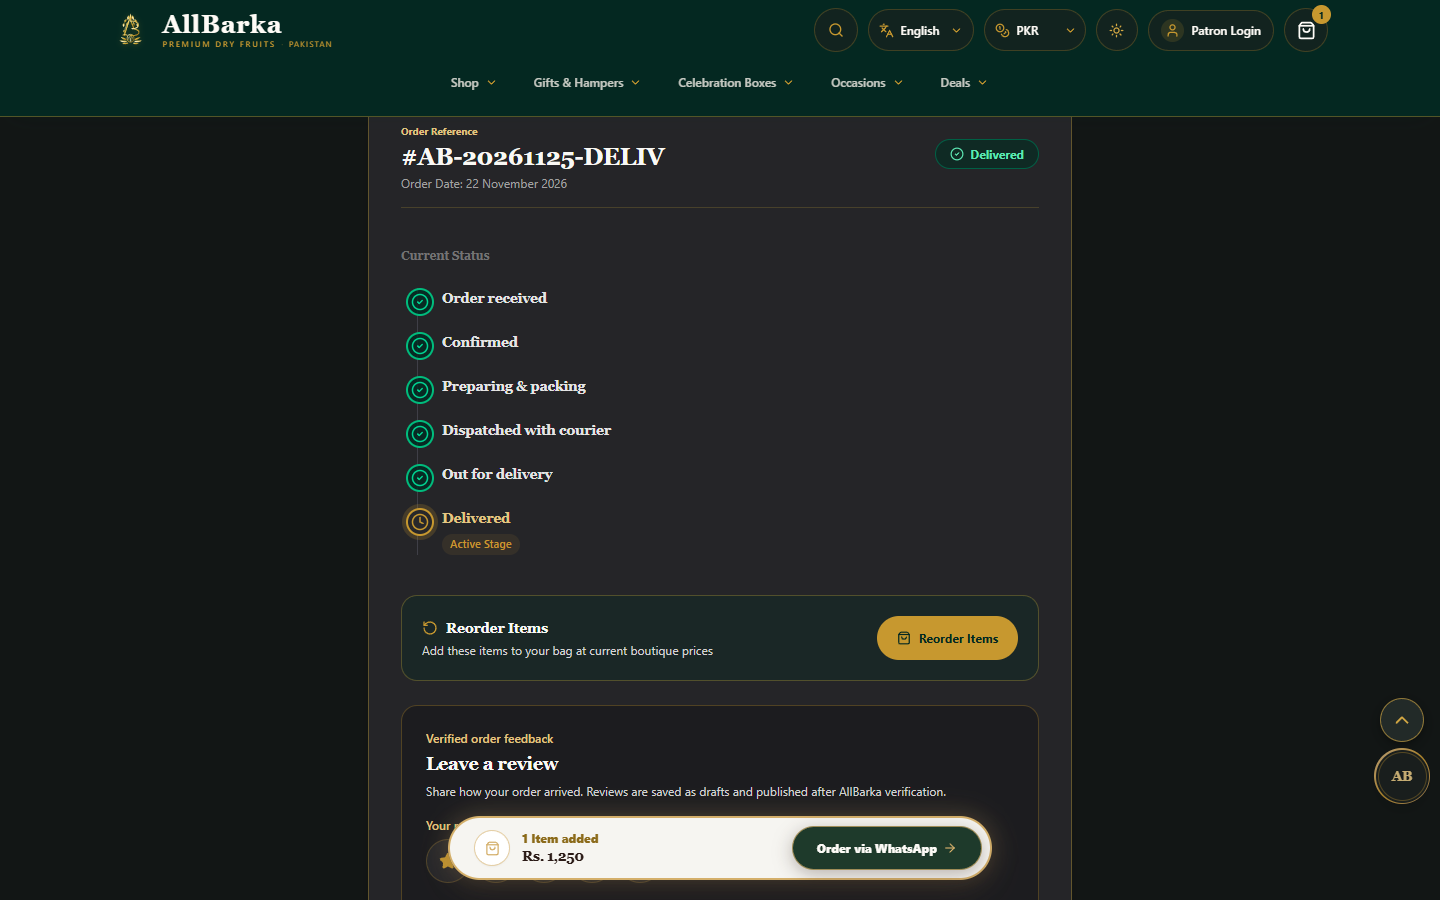 AllBarka
PREMIUM DRY FRUITS · PAKISTAN
English
PKR
Patron Login
1
Shop
Gifts & Hampers
Celebration Boxes
Occasions
Deals
Order Reference
#AB-20261125-DELIV
Order Date: 22 November 2026
Delivered
Current Status
Order received
Confirmed
Preparing & packing
Dispatched with courier
Out for delivery
Delivered
Active Stage
Reorder Items
Add these items to your bag at current boutique prices
Reorder Items
Verified order feedback
Leave a review
Share how your order arrived. Reviews are saved as drafts and published after AllBarka verification.
Your
1 Item added
Rs. 1,250
Order via WhatsApp
AB